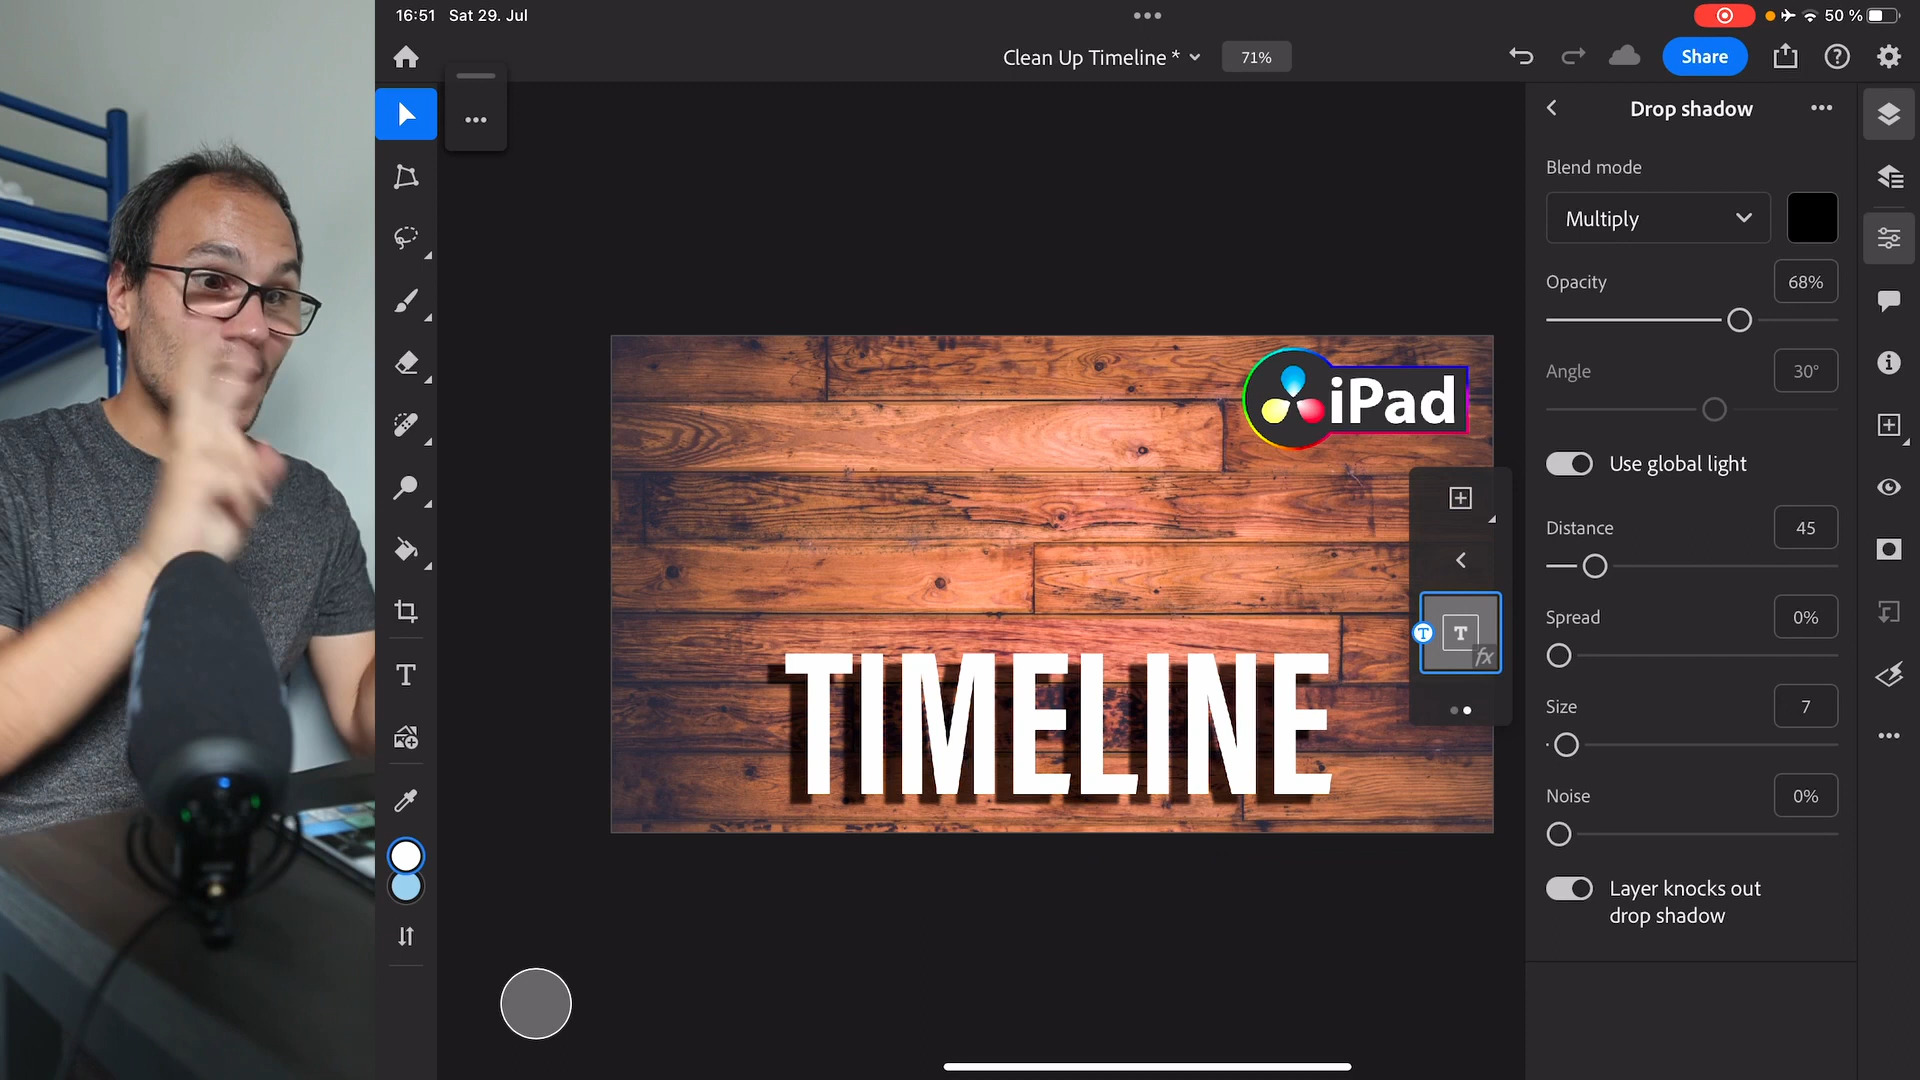 16:51 Sat 29. Jul
50 %
Clean Up Timeline *
71%
Share
Drop shadow
Blend mode
Multiply
Opacity
68%
Angle
30°
Use global light
Distance
45
Spread
0%
Size
7
Noise
0%
Layer knocks out
drop shadow
iPad
TIMELINE
T
T
fx
T